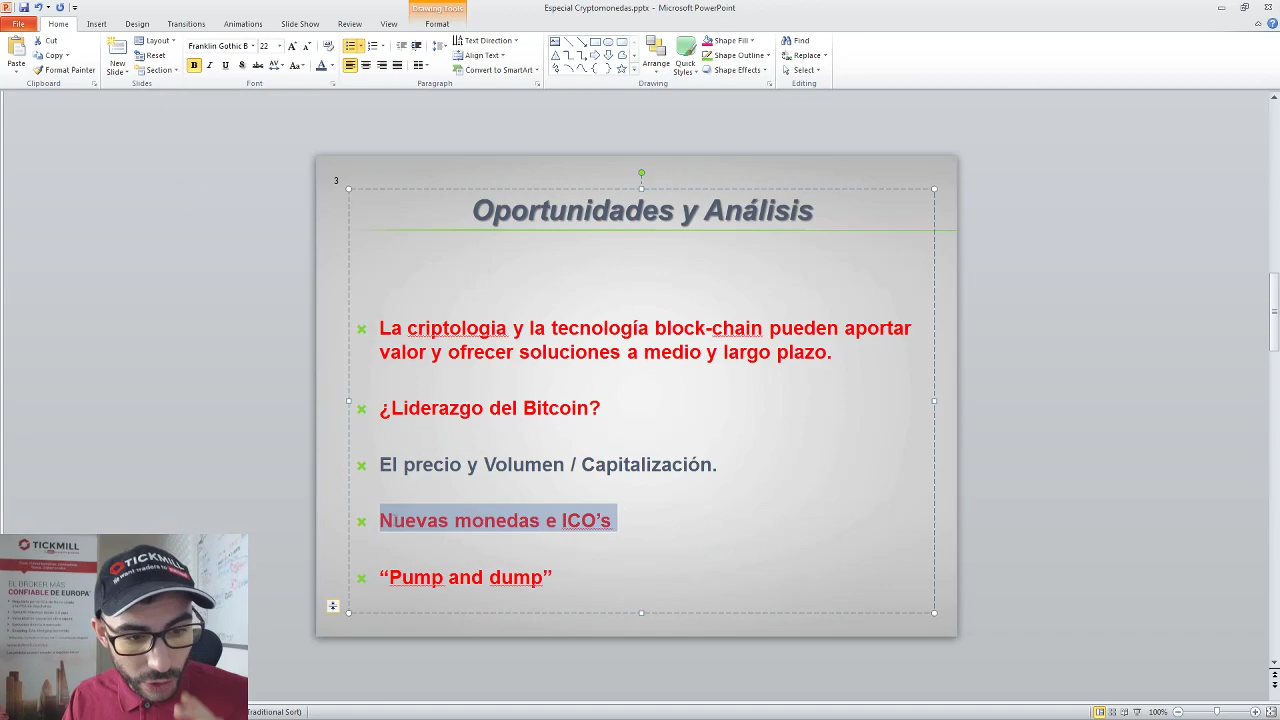 Especial Cryptomonedas.pptx - Microsoft PowerPoint
Drawing Tools
File Home Insert Design Transitions Animations Slide Show Review View Format
Paste
Cut
Copy
Format Painter
Clipboard
New Slide
Layout
Reset
Section
Slides
Franklin Gothic B 22
Font
Paragraph
Text Direction
Align Text
Convert to SmartArt
Arrange
Quick Styles
Shape Fill
Shape Outline
Shape Effects
Drawing
Find
Replace
Select
Editing
3
Oportunidades y Análisis
La criptologia y la tecnología block-chain pueden aportar
valor y ofrecer soluciones a medio y largo plazo.
¿Liderazgo del Bitcoin?
El precio y Volumen / Capitalización.
Nuevas monedas e ICO’s
“Pump and dump”
TICKMILL
EL BROKER MÁS
CONFIABLE DE EUROPA
TICKMILL
Traditional Sort)
100%